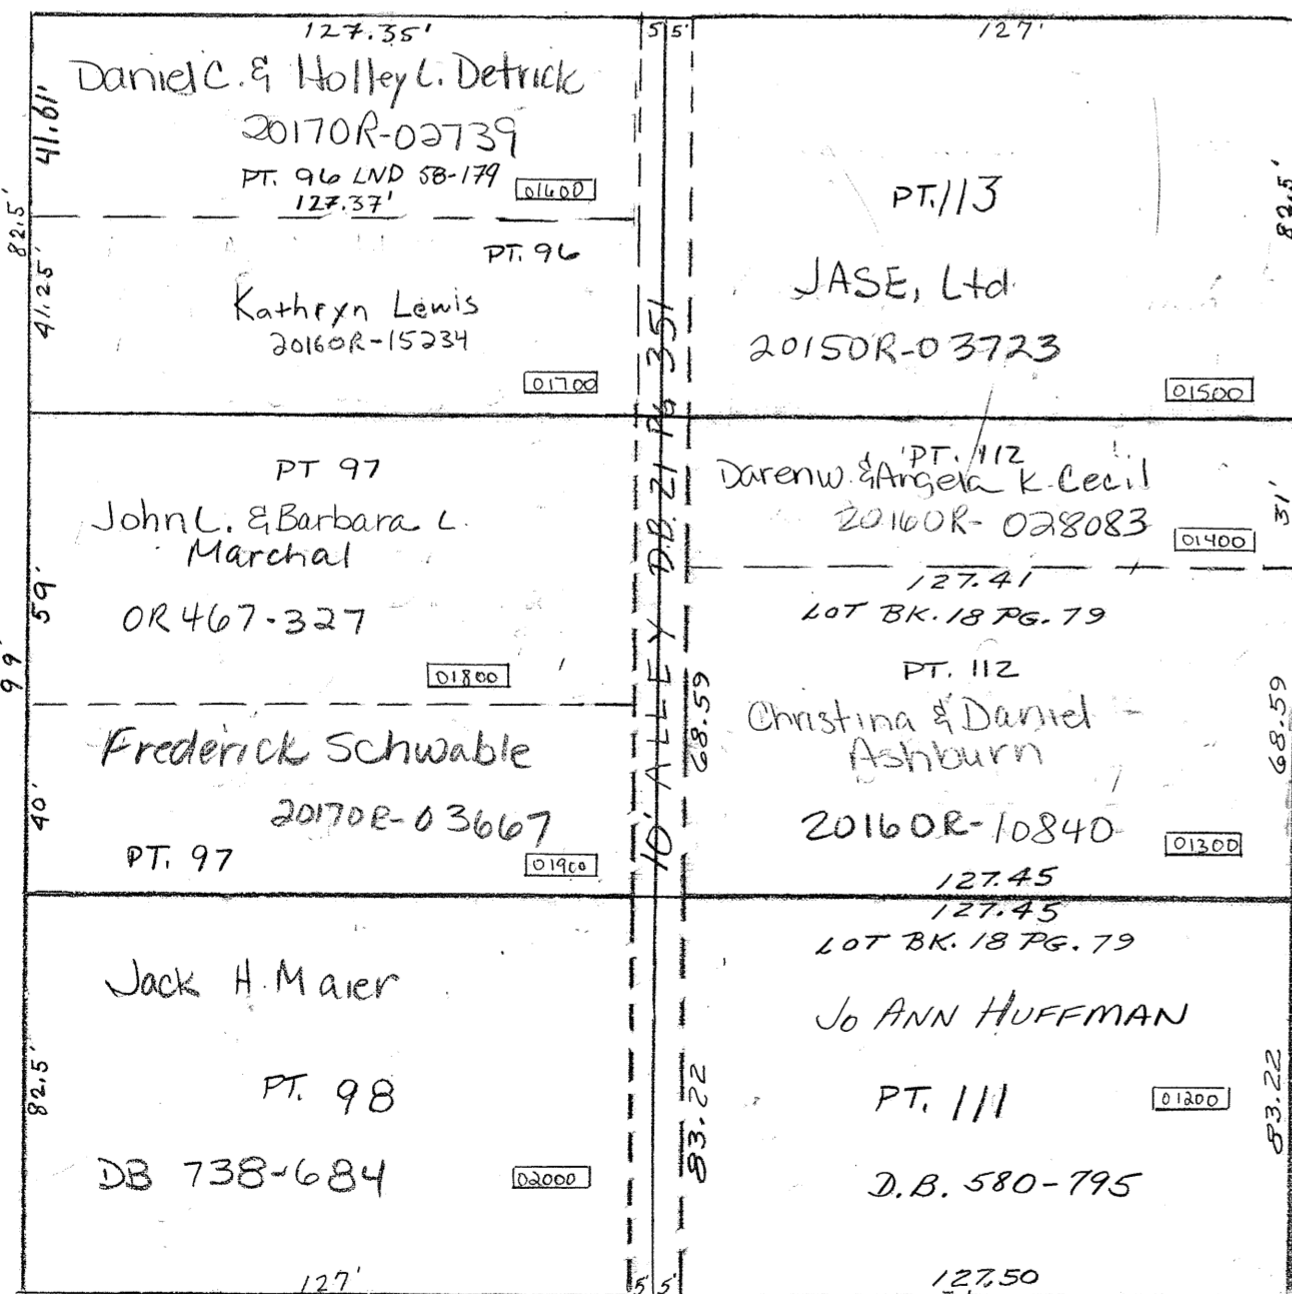 127.35'
Daniel C. & Holley L. Detrick
41.61'
20170R-02739
PT. 96 LND 58-179
01600
127.37'
82.5'
41.25'
PT. 96
Kathryn Lewis
20160R-15234
01700
PT 97
John L. & Barbara L.
Marchal
59'
OR 467-327
99'
01800
Frederick Schwable
40'
20170R-03667
PT. 97
01900
Jack H. Maier
82.5'
PT. 98
DB 738-684
02000
127'
5' 5'
10' ALLEY D.B. 21 PG 351
5' 5'
127'
PT. 113
82.5'
JASE, Ltd.
20150R-03723
01500
PT. 112
Daren W. & Angela K. Cecil
20160R-028083
31'
01400
127.41
LOT BK. 18 PG. 79
PT. 112
68.59
Christina & Daniel
Ashburn
68.59
20160R-10840
01300
127.45
127.45
LOT BK. 18 PG. 79
Jo ANN HUFFMAN
83.22
PT. 111
01200
83.22
D.B. 580-795
127.50